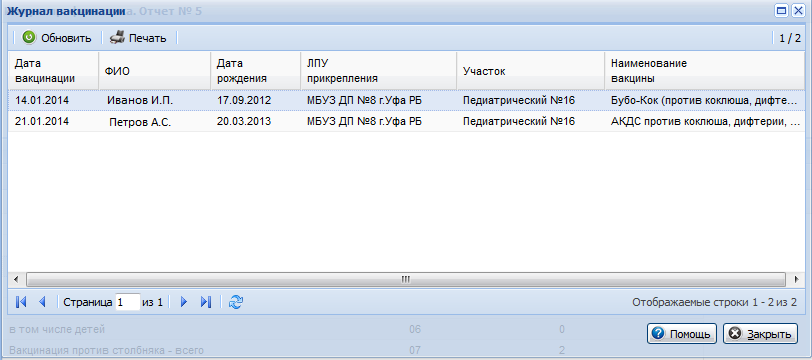 Журнал вакцинации а. Отчет № 5
Обновить Печать 1 / 2
Дата вакцинации ФИО Дата рождения ЛПУ прикрепления Участок Наименование вакцины
14.01.2014 Иванов И.П. 17.09.2012 МБУЗ ДП №8 г.Уфа РБ Педиатрический №16 Бубо-Кок (против коклюша, дифте...
21.01.2014 Петров А.С. 20.03.2013 МБУЗ ДП №8 г.Уфа РБ Педиатрический №16 АКДС против коклюша, дифтерии, ...
Страница 1 из 1 Отображаемые строки 1 - 2 из 2
в том числе детей 06 0
Помощь Закрыть
Вакцинация против столбняка - всего 07 2